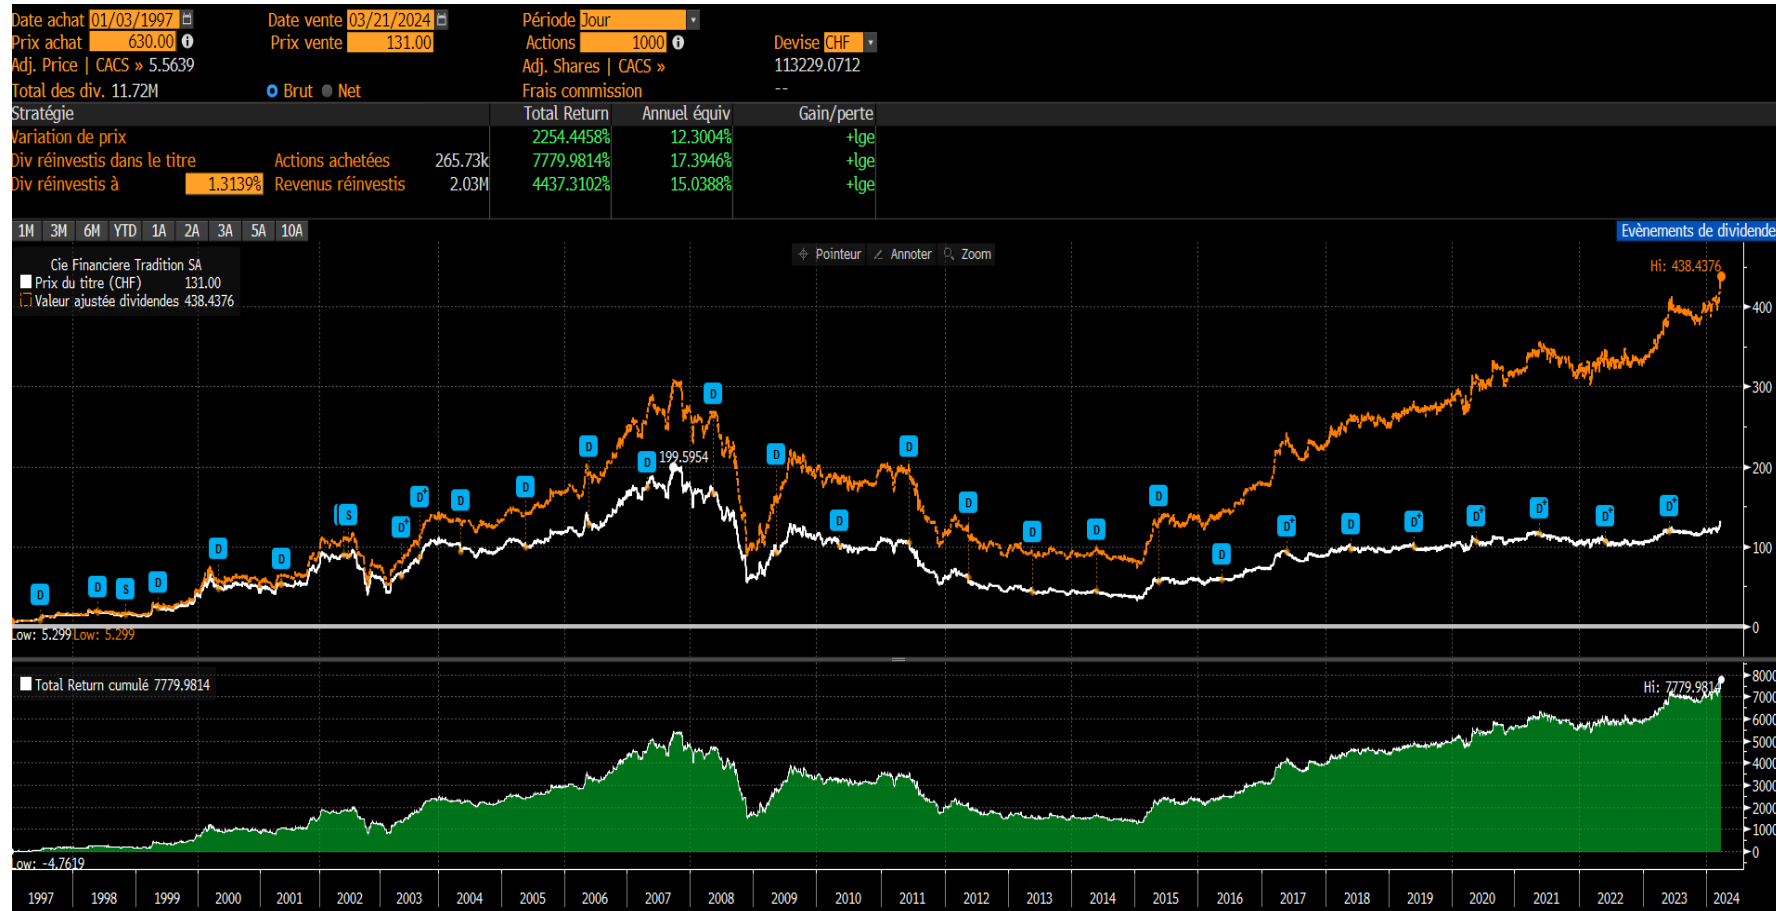 Date achat 01/03/1997 Date vente 03/21/2024 Période Jour
Prix achat 630.00 Prix vente 131.00 Actions 1000 Devise CHF
Adj. Price | CACS » 5.5639 Adj. Shares | CACS » 113229.0712
Total des div. 11.72M Brut Net Frais commission --
Stratégie Total Return Annuel équiv Gain/perte
Variation de prix 2254.4458% 12.3004% +lge
Div réinvestis dans le titre Actions achetées 265.73k 7779.9814% 17.3946% +lge
Div réinvestis à 1.3139% Revenus réinvestis 2.03M 4437.3102% 15.0388% +lge
1M 3M 6M YTD 1A 2A 3A 5A 10A Evènements de dividende
Pointeur Annoter Zoom
Cie Financiere Tradition SA
Prix du titre (CHF) 131.00
Valeur ajustée dividendes 438.4376
Hi: 438.4376
400
300
D
D D
D
D
199.5954
200
D D+ D D
S D+ D
D D D D
D D D+ D D+ D+ D+ D+ D+
100
D D S D
D
0
Low: 5.299 Low: 5.299
Total Return cumulé 7779.9814
Hi: 7779.9814
8000
7000
6000
5000
4000
3000
2000
1000
0
Low: -4.7619
1997 1998 1999 2000 2001 2002 2003 2004 2005 2006 2007 2008 2009 2010 2011 2012 2013 2014 2015 2016 2017 2018 2019 2020 2021 2022 2023 2024